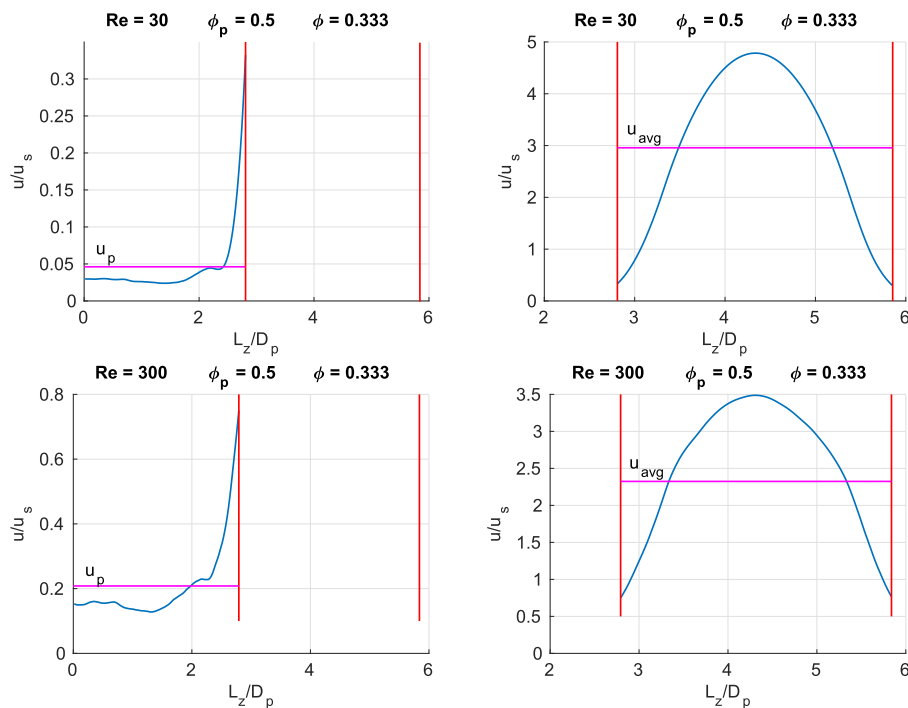 Re = 30 ϕp = 0.5 ϕ = 0.333
0.3
0.25
0.2
0.15
0.1
0.05
0
u/us
up
0 2 4 6
Lz/Dp
Re = 30 ϕp = 0.5 ϕ = 0.333
5
4
3
2
1
0
u/us
uavg
2 3 4 5 6
Lz/Dp
Re = 300 ϕp = 0.5 ϕ = 0.333
0.8
0.6
0.4
0.2
0
u/us
up
0 2 4 6
Lz/Dp
Re = 300 ϕp = 0.5 ϕ = 0.333
3.5
3
2.5
2
1.5
1
0.5
0
u/us
uavg
2 3 4 5 6
Lz/Dp